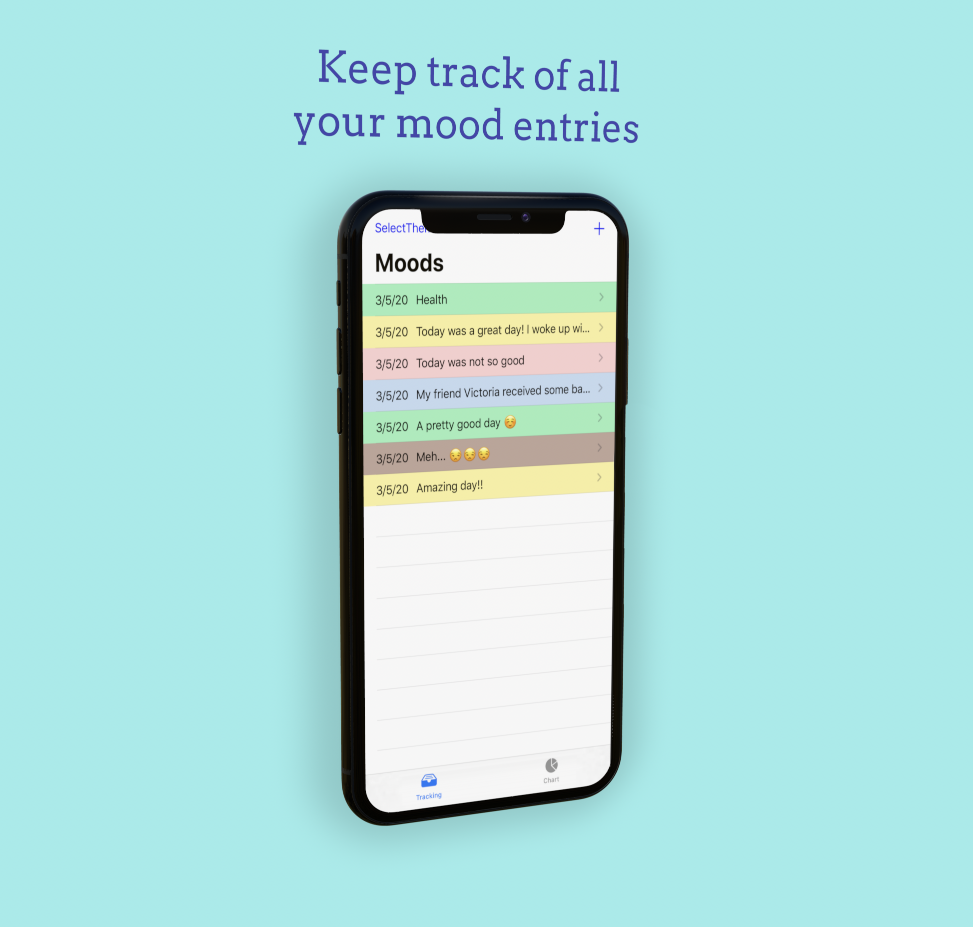 Keep track of all
your mood entries
SelectThe
+
Moods
3/5/20 Health
3/5/20 Today was a great day! I woke up wi...
3/5/20 Today was not so good
3/5/20 My friend Victoria received some ba...
3/5/20 A pretty good day ☺️
3/5/20 Meh... 😔😔😔
3/5/20 Amazing day!!
Tracking
Chart